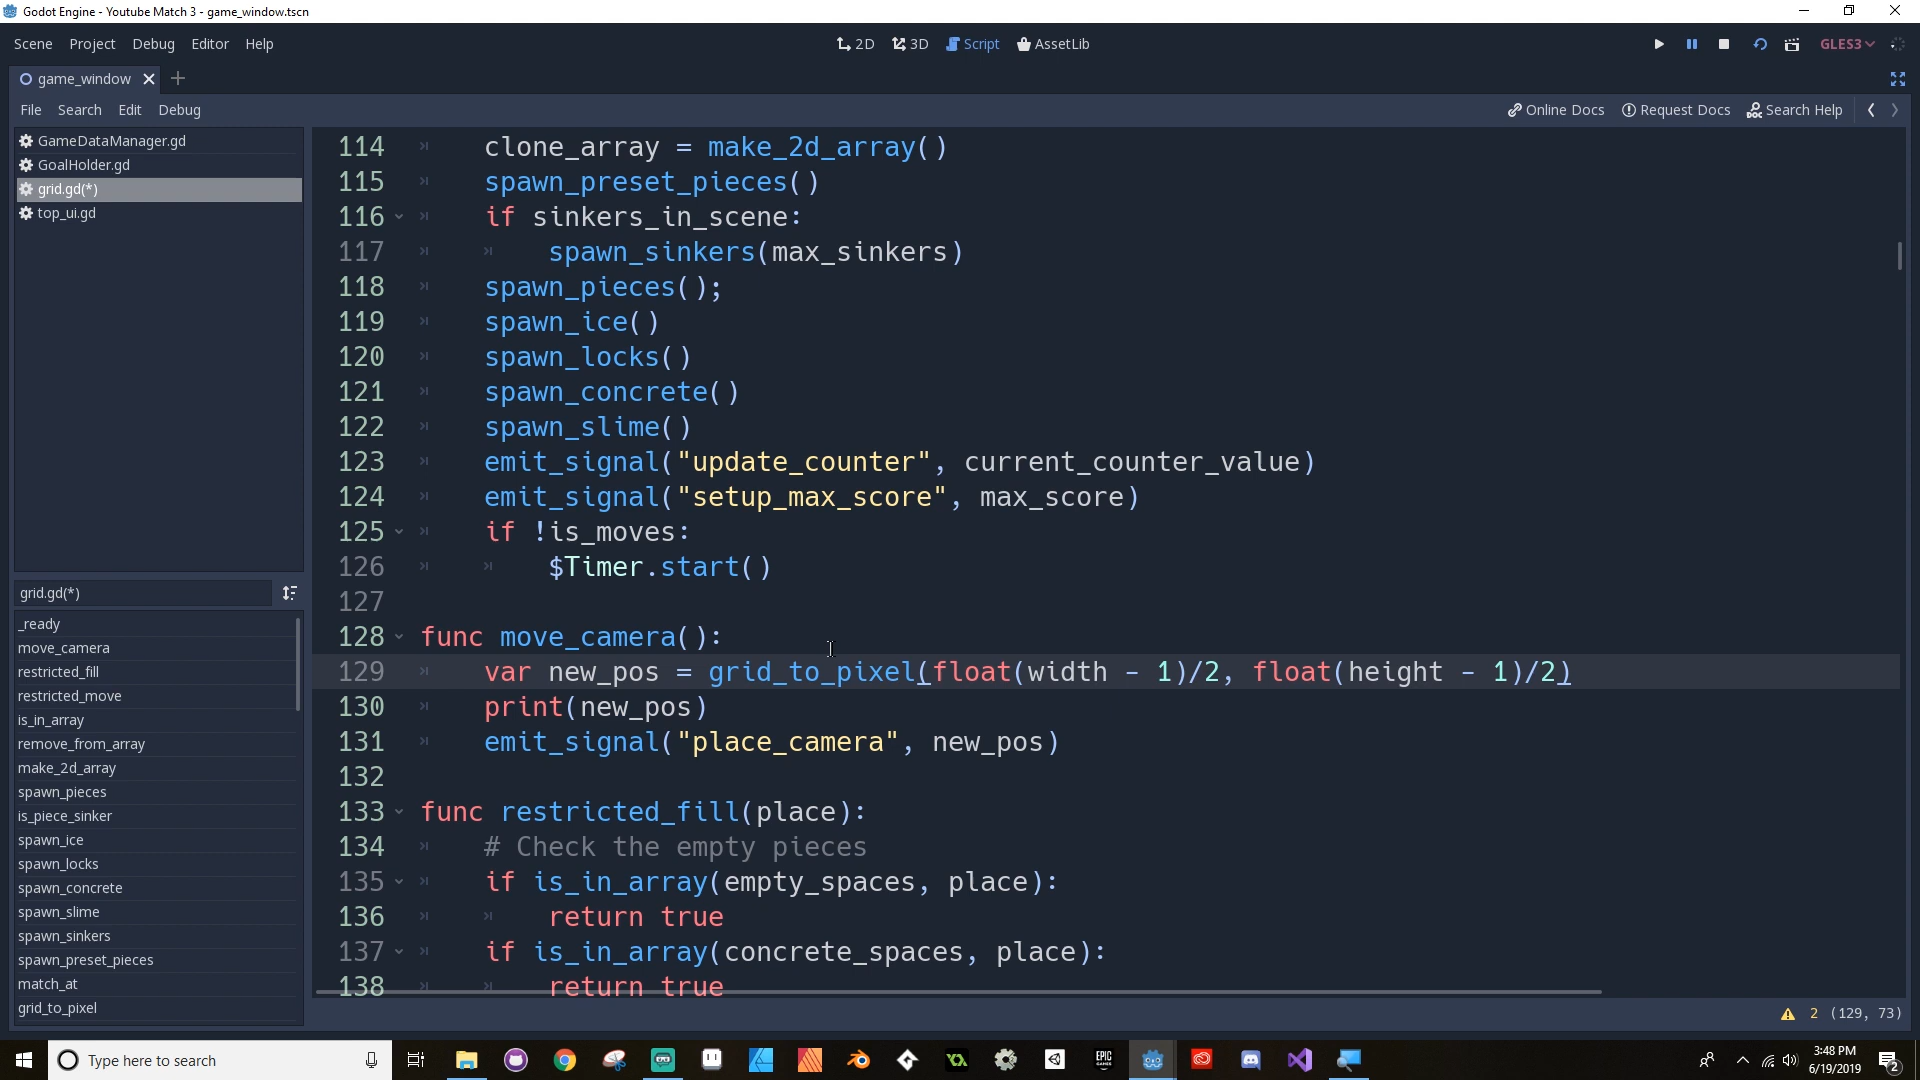 Godot Engine - Youtube Match 3 - game_window.tscn
Scene Project Debug Editor Help
2D 3D Script AssetLib
GLES3
game_window
File Search Edit Debug
Online Docs Request Docs Search Help
GameDataManager.gd
GoalHolder.gd
grid.gd(*)
top_ui.gd
grid.gd(*)
_ready
move_camera
restricted_fill
restricted_move
is_in_array
remove_from_array
make_2d_array
spawn_pieces
is_piece_sinker
spawn_ice
spawn_locks
spawn_concrete
spawn_slime
spawn_sinkers
spawn_preset_pieces
match_at
grid_to_pixel
114 clone_array = make_2d_array()
115 spawn_preset_pieces()
116 if sinkers_in_scene:
117 spawn_sinkers(max_sinkers)
118 spawn_pieces();
119 spawn_ice()
120 spawn_locks()
121 spawn_concrete()
122 spawn_slime()
123 emit_signal("update_counter", current_counter_value)
124 emit_signal("setup_max_score", max_score)
125 if !is_moves:
126 $Timer.start()
127
128 func move_camera():
129 var new_pos = grid_to_pixel(float(width - 1)/2, float(height - 1)/2)
130 print(new_pos)
131 emit_signal("place_camera", new_pos)
132
133 func restricted_fill(place):
134 # Check the empty pieces
135 if is_in_array(empty_spaces, place):
136 return true
137 if is_in_array(concrete_spaces, place):
138 return true
2 (129, 73)
Type here to search
EPIC GAMES
3:48 PM
6/19/2019
2